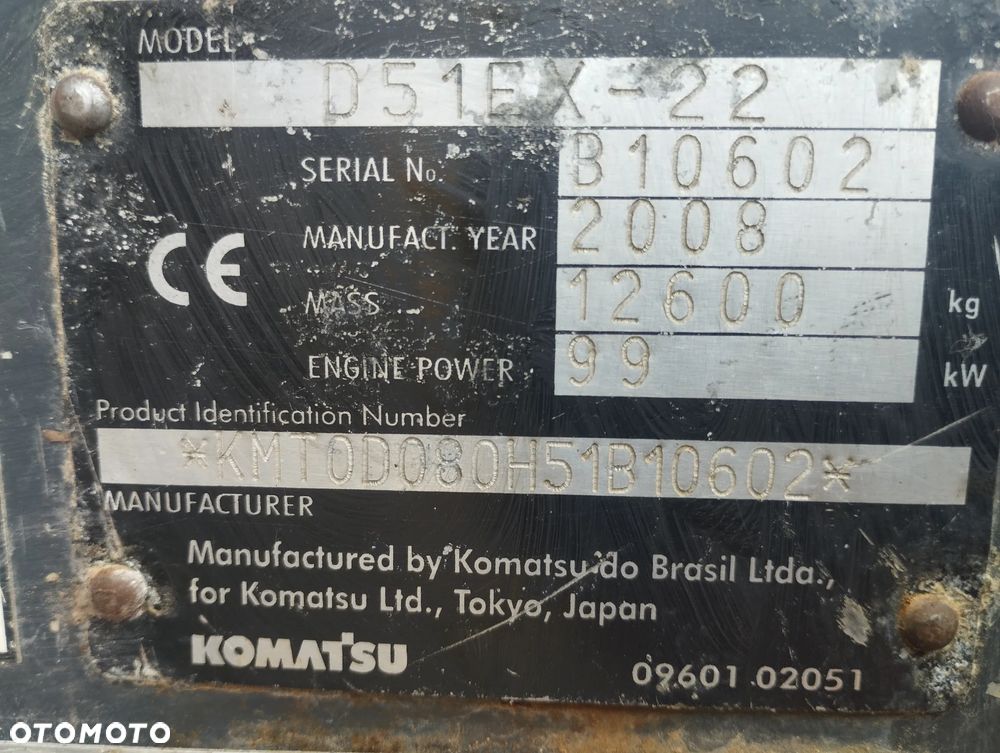 MODEL
D51EX-22
SERIAL No. B10602
CE
MANUFACT. YEAR 2008
MASS 12600 kg
ENGINE POWER 99 kW
Product Identification Number
*KMT0D080H51B10602*
MANUFACTURER
Manufactured by Komatsu do Brasil Ltda.,
for Komatsu Ltd., Tokyo, Japan
KOMATSU
09601 02051
OTOMOTO